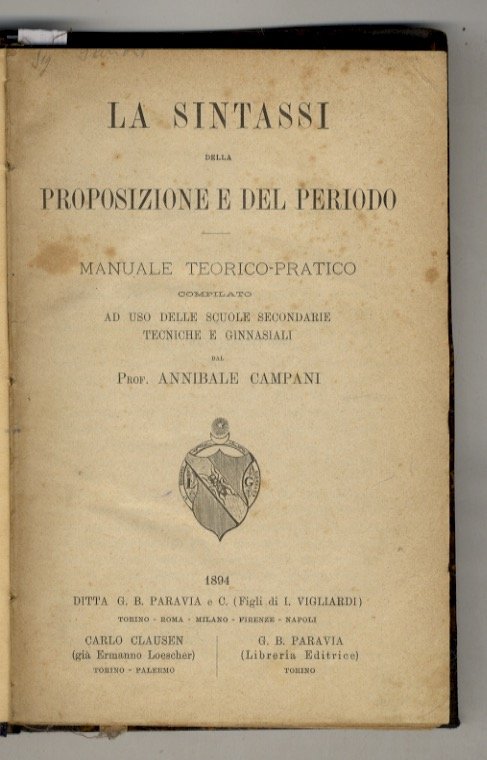 LA SINTASSI
DELLA
PROPOSIZIONE E DEL PERIODO
MANUALE TEORICO-PRATICO
COMPILATO
AD USO DELLE SCUOLE SECONDARIE
TECNICHE E GINNASIALI
DAL
PROF. ANNIBALE CAMPANI
L G
1894
DITTA G. B. PARAVIA e C. (Figli di I. VIGLIARDI)
TORINO - ROMA - MILANO - FIRENZE - NAPOLI
CARLO CLAUSEN
(già Ermanno Loescher)
TORINO - PALERMO
G. B. PARAVIA
(Libreria Editrice)
TORINO